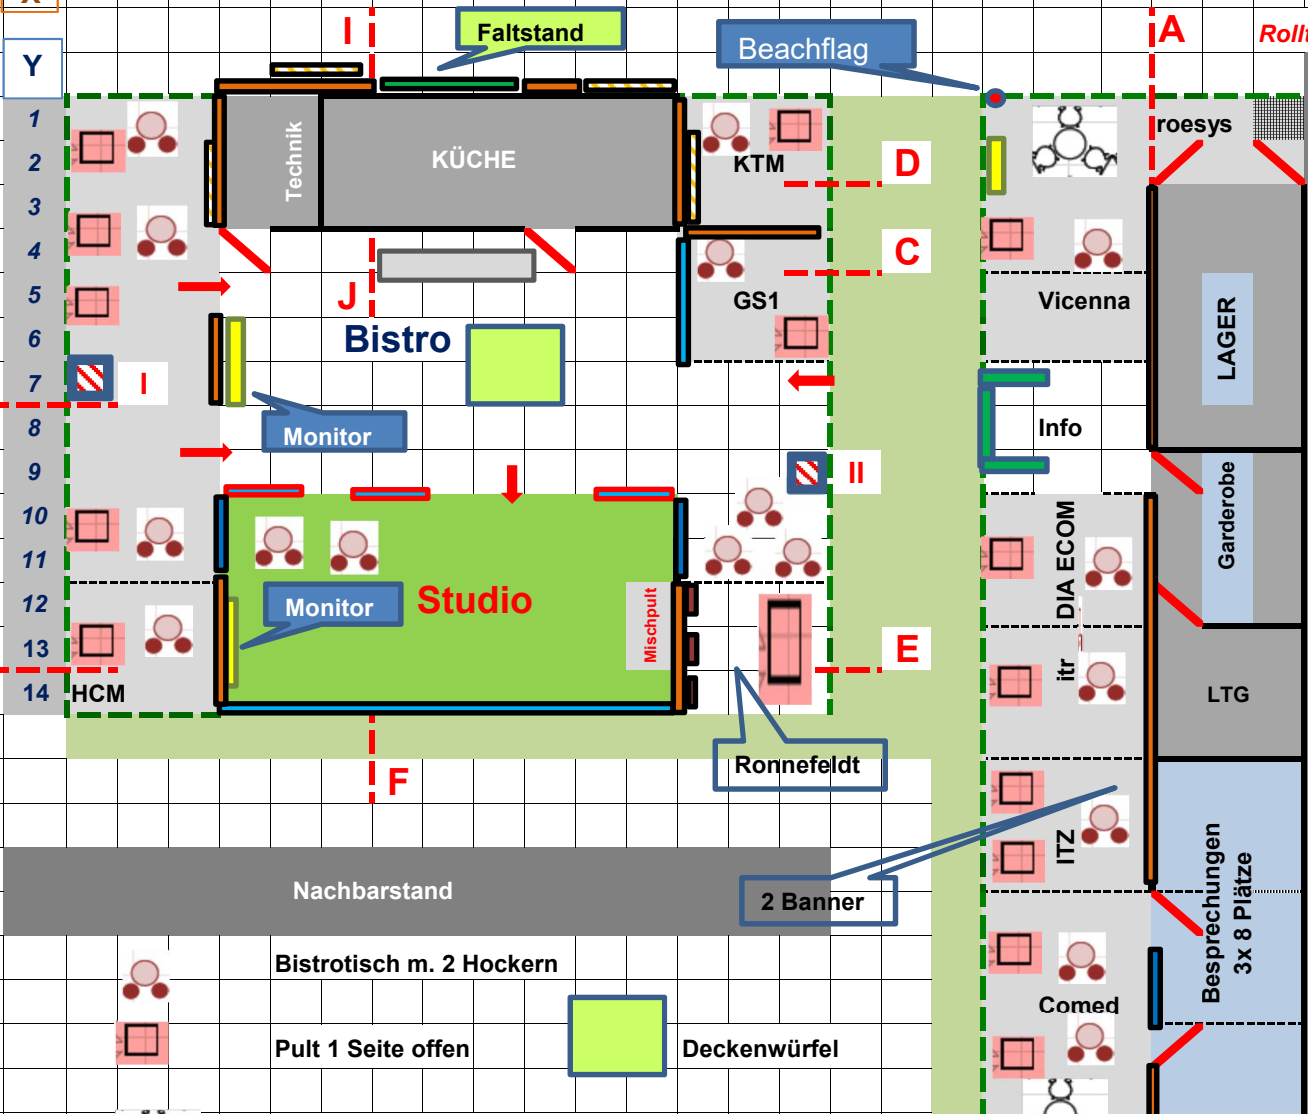 X
I
Faltstand
Beachflag
A
Y
1
Technik
KÜCHE
roesys
2
KTM
D
3
4
C
5
J
GS1
Vicenna
LAGER
6
Bistro
7
I
8
Monitor
Info
9
II
Garderobe
10
DIA ECOM
11
12
Monitor
Studio
Mischpult
13
E
itr
14
HCM
LTG
Ronnefeldt
F
ITZ
Besprechungen
3x 8 Plätze
Nachbarstand
2 Banner
Bistrotisch m. 2 Hockern
Comed
Pult 1 Seite offen
Deckenwürfel